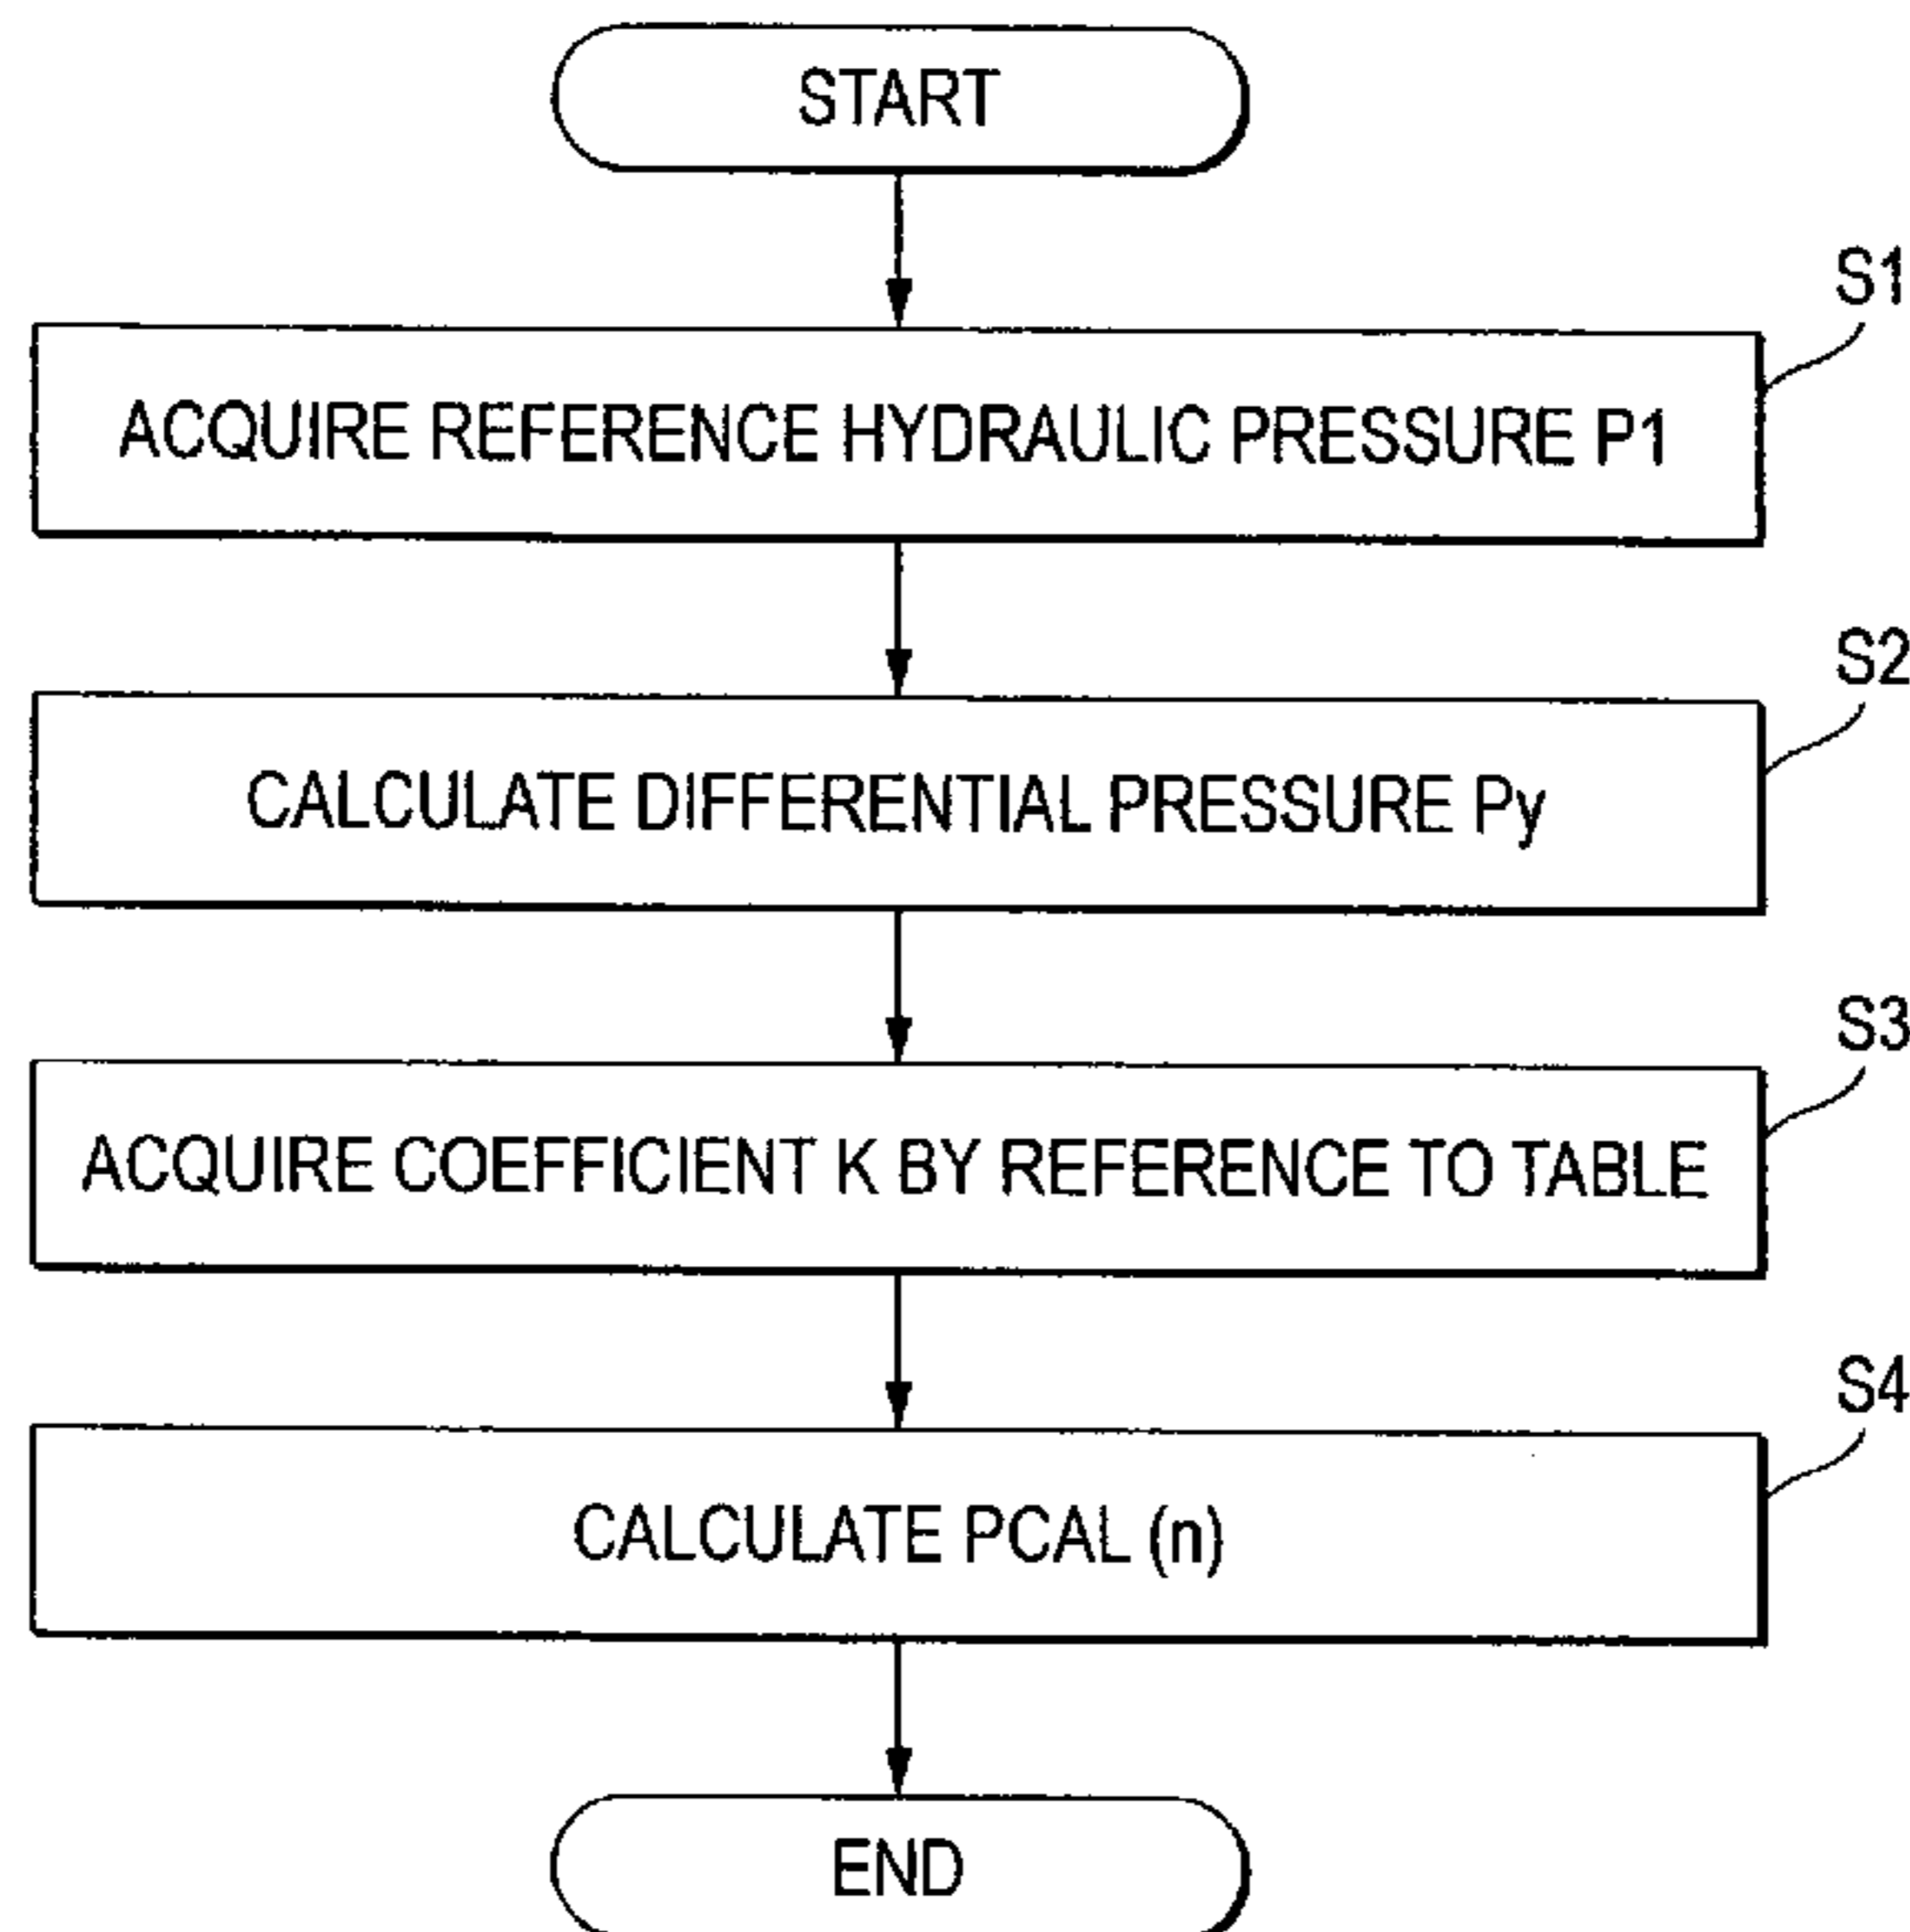 START
S1
ACQUIRE REFERENCE HYDRAULIC PRESSURE P1
S2
CALCULATE DIFFERENTIAL PRESSURE Py
S3
ACQUIRE COEFFICIENT K BY REFERENCE TO TABLE
S4
CALCULATE PCAL (n)
END